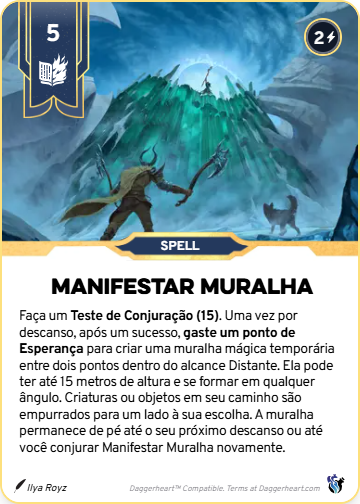 5
2
SPELL
MANIFESTAR MURALHA
Faça um Teste de Conjuração (15). Uma vez por
descanso, após um sucesso, gaste um ponto de
Esperança para criar uma muralha mágica temporária
entre dois pontos dentro do alcance Distante. Ela pode
ter até 15 metros de altura e se formar em qualquer
ângulo. Criaturas ou objetos em seu caminho são
empurrados para um lado à sua escolha. A muralha
permanece de pé até o seu próximo descanso ou até
você conjurar Manifestar Muralha novamente.
Ilya Royz
Daggerheart™ Compatible. Terms at Daggerheart.com